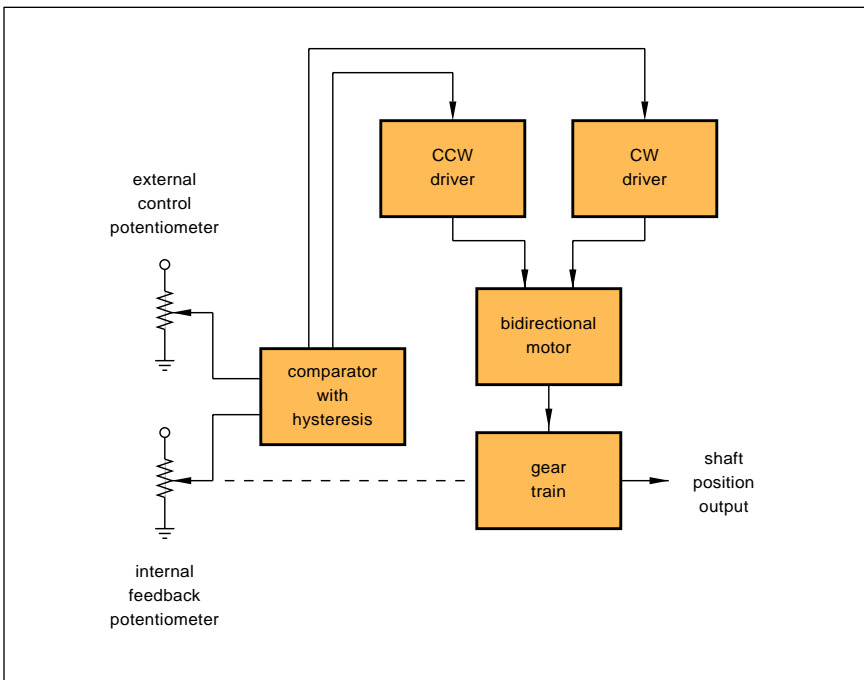 CCW
driver
CW
driver
external
control
potentiometer
bidirectional
motor
comparator
with
hysteresis
gear
train
shaft
position
output
internal
feedback
potentiometer